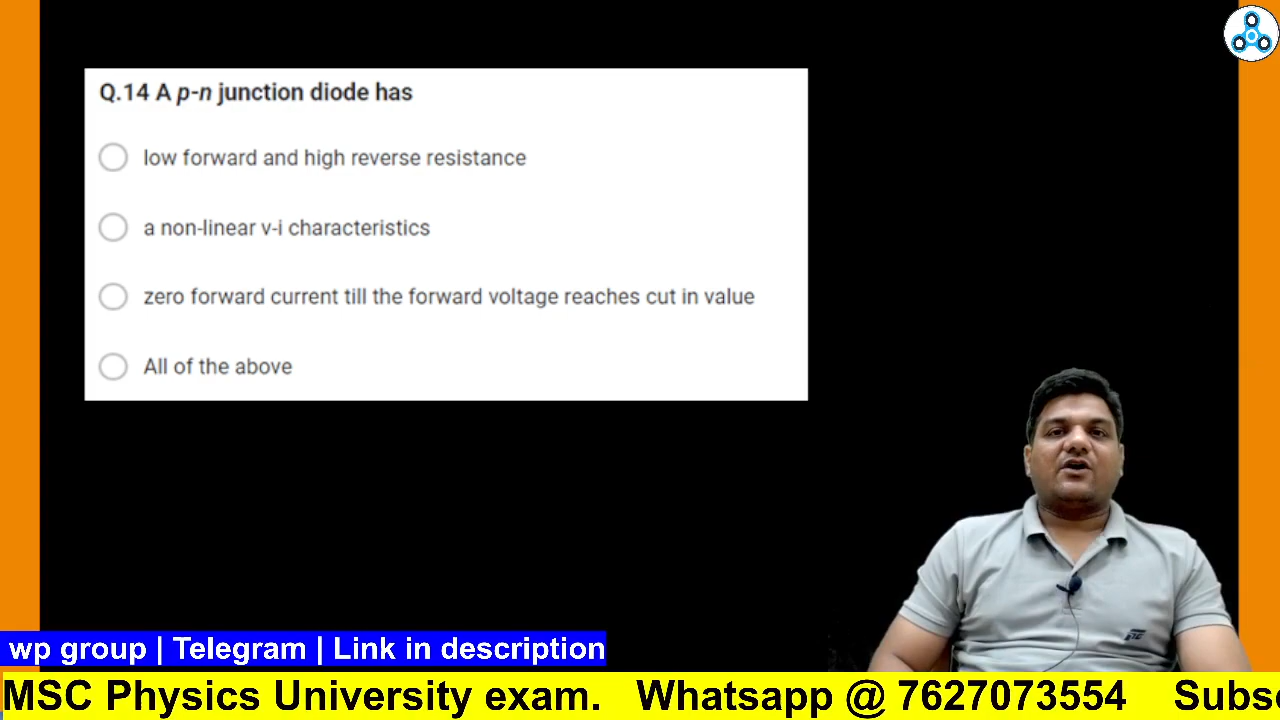 Q.14 A p-n junction diode has
low forward and high reverse resistance
a non-linear v-i characteristics
zero forward current till the forward voltage reaches cut in value
All of the above
wp group | Telegram | Link in description
MSC Physics University exam. Whatsapp @ 7627073554